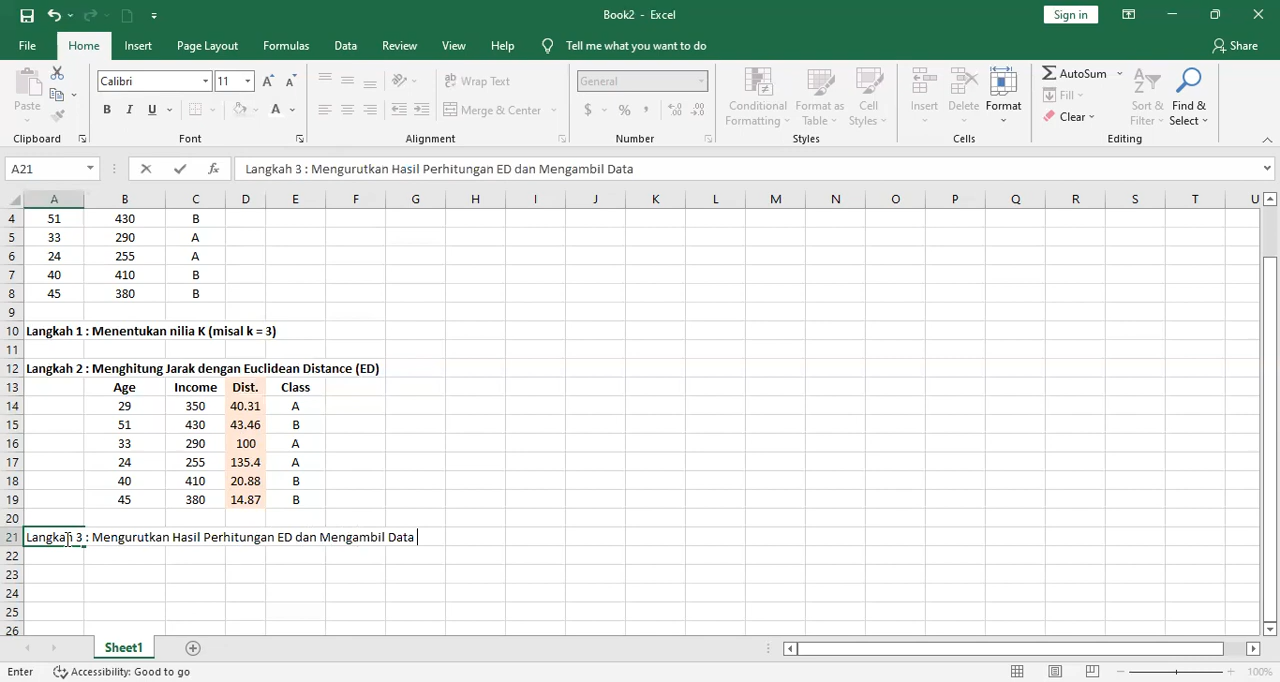 Book2 - Excel
Sign in
File Home Insert Page Layout Formulas Data Review View Help Tell me what you want to do Share
Calibri 11 Wrap Text General AutoSum
Paste Fill
B I U A Merge & Center $ % , Conditional Formatting Format as Table Cell Styles Insert Delete Format Clear Sort & Filter Find & Select
Clipboard Font Alignment Number Styles Cells Editing
A21 fx Langkah 3 : Mengurutkan Hasil Perhitungan ED dan Mengambil Data
A B C D E F G H I J K L M N O P Q R S T U
4 51 430 B
5 33 290 A
6 24 255 A
7 40 410 B
8 45 380 B
9
10 Langkah 1 : Menentukan nilia K (misal k = 3)
11
12 Langkah 2 : Menghitung Jarak dengan Euclidean Distance (ED)
13 Age Income Dist. Class
14 29 350 40.31 A
15 51 430 43.46 B
16 33 290 100 A
17 24 255 135.4 A
18 40 410 20.88 B
19 45 380 14.87 B
20
21 Langkah 3 : Mengurutkan Hasil Perhitungan ED dan Mengambil Data
22
23
24
25
26
Sheet1
Enter Accessibility: Good to go 100%